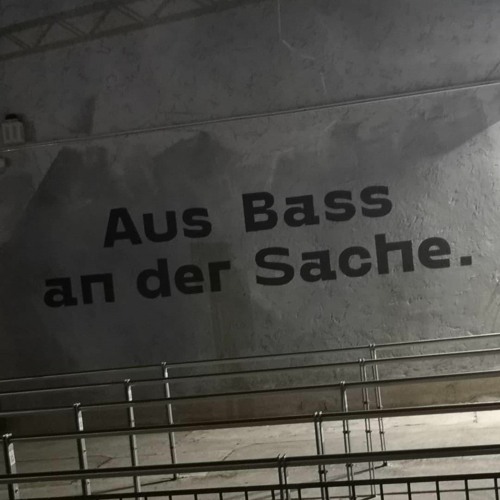 Aus Bass
an der Sache.